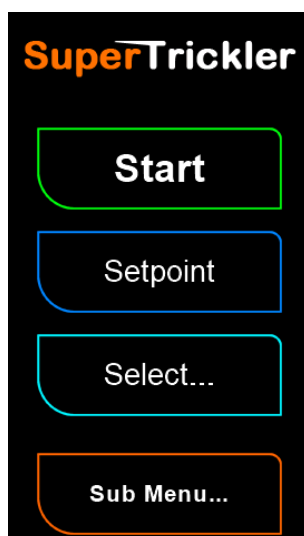 SuperTrickler
Start
Setpoint
Select...
Sub Menu...